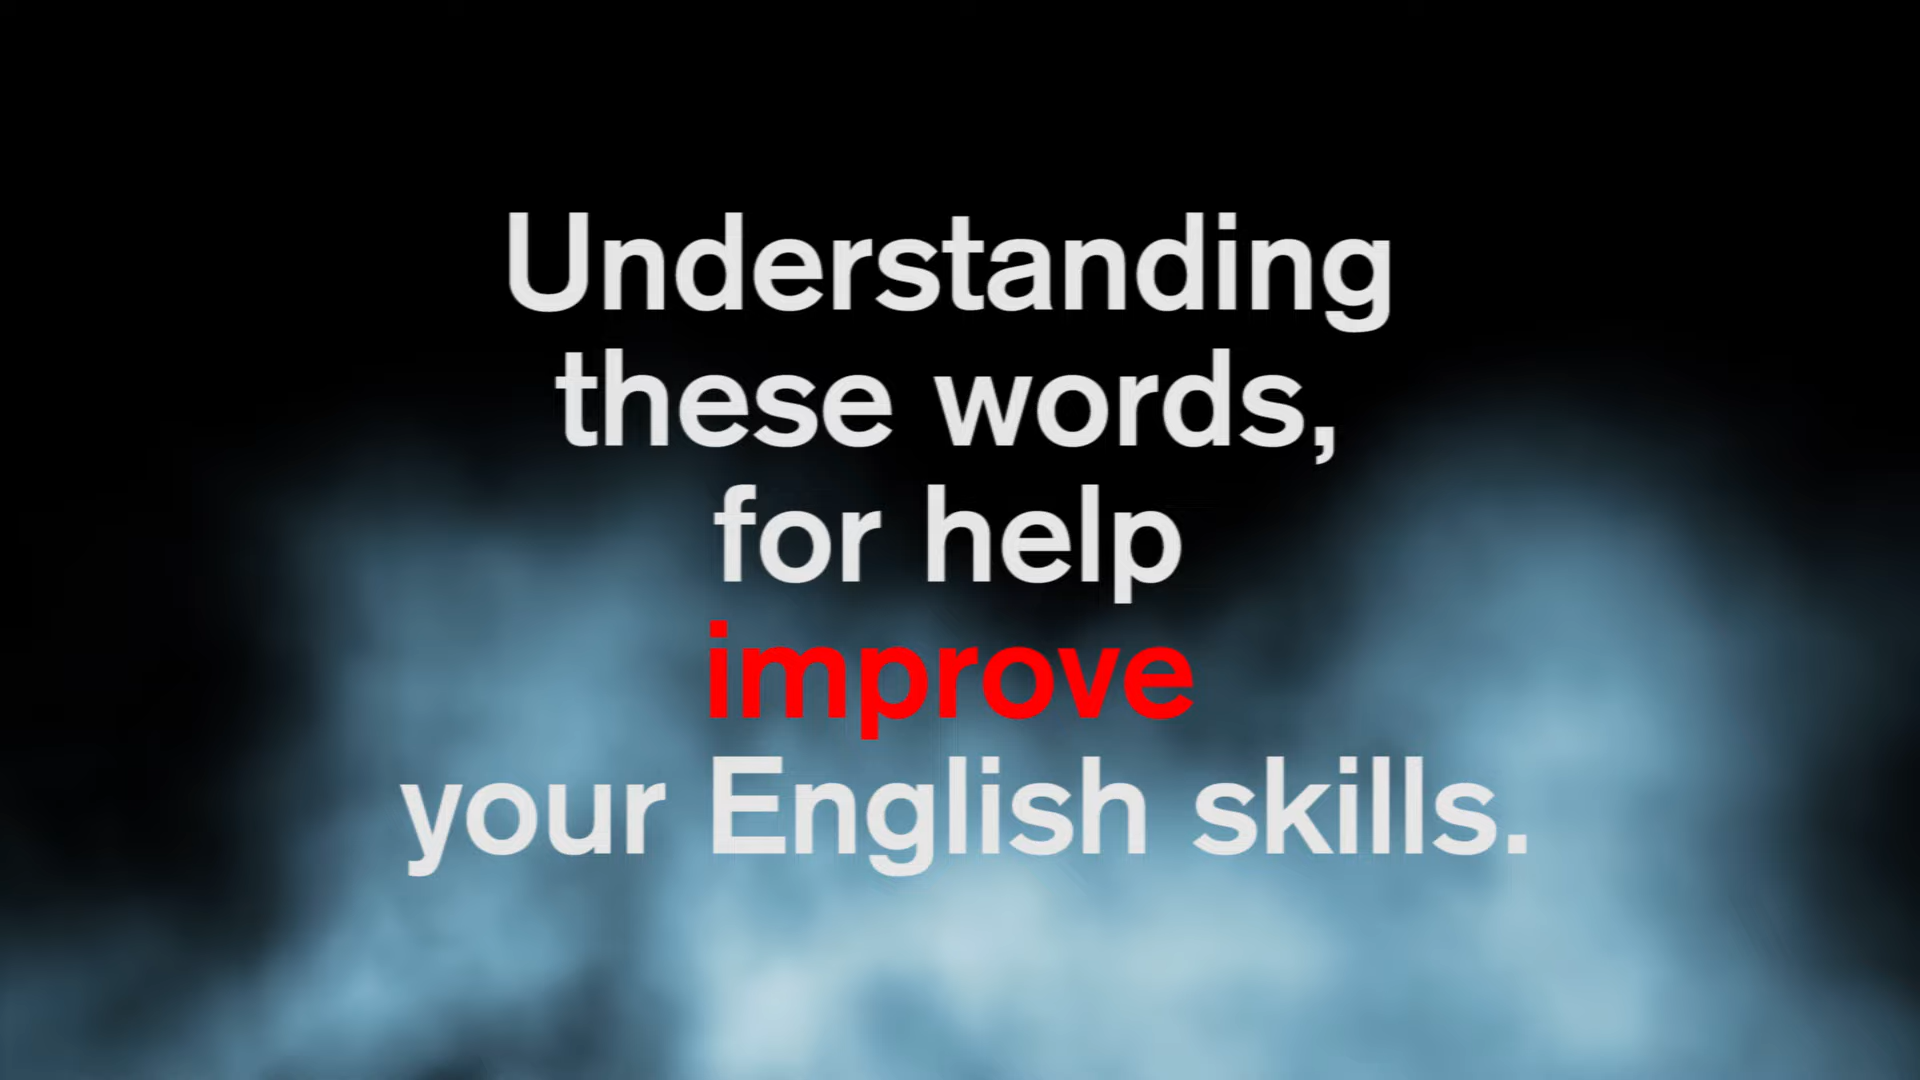 Understanding
these words,
for help
improve
your English skills.